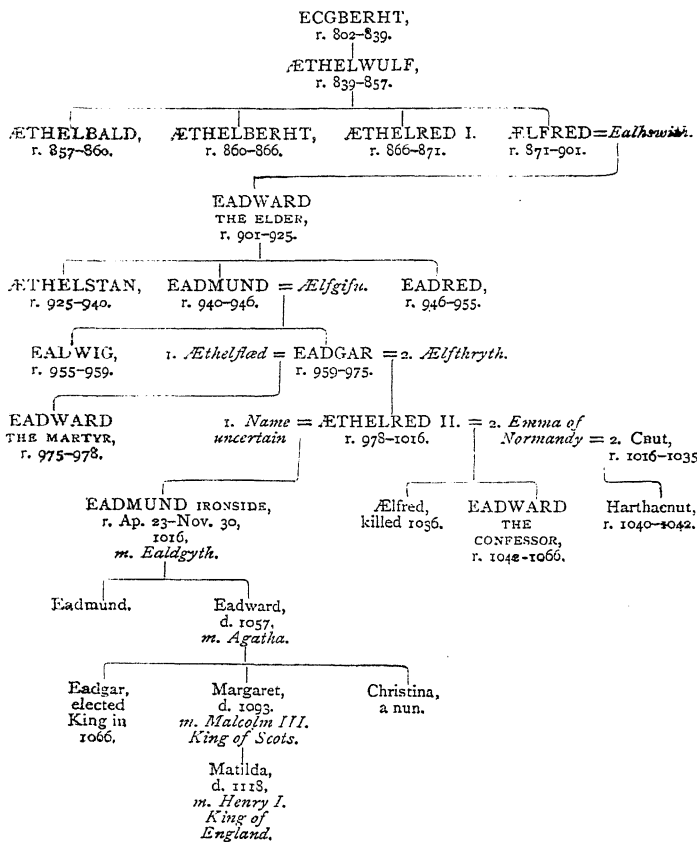 ECGBERHT,
r. 802–839.
ÆTHELWULF,
r. 839–857.
ÆTHELBALD,
r. 857–860.
ÆTHELBERHT,
r. 860–866.
ÆTHELRED I.
r. 866–871.
ÆLFRED = Ealhswith.
r. 871–901.
EADWARD
THE ELDER,
r. 901–925.
ÆTHELSTAN,
r. 925–940.
EADMUND = Ælfgifu.
r. 940–946.
EADRED,
r. 946–955.
EADWIG,
r. 955–959.
1. Æthelflæd = EADGAR = 2. Ælfthryth.
r. 959–975.
EADWARD
THE MARTYR,
r. 975–978.
1. Name
uncertain
= ÆTHELRED II. =
r. 978–1016.
2. Emma of
Normandy = 2. CNUT,
r. 1016–1035
EADMUND IRONSIDE,
r. Ap. 23–Nov. 30,
1016,
m. Ealdgyth.
Ælfred,
killed 1036.
EADWARD
THE
CONFESSOR,
r. 1042–1066.
Harthacnut,
r. 1040–1042.
Eadmund.
Eadward,
d. 1057,
m. Agatha.
Eadgar,
elected
King in
1066.
Margaret,
d. 1093.
m. Malcolm III.
King of Scots.
Christina,
a nun.
Matilda,
d. 1118,
m. Henry I.
King of
England.